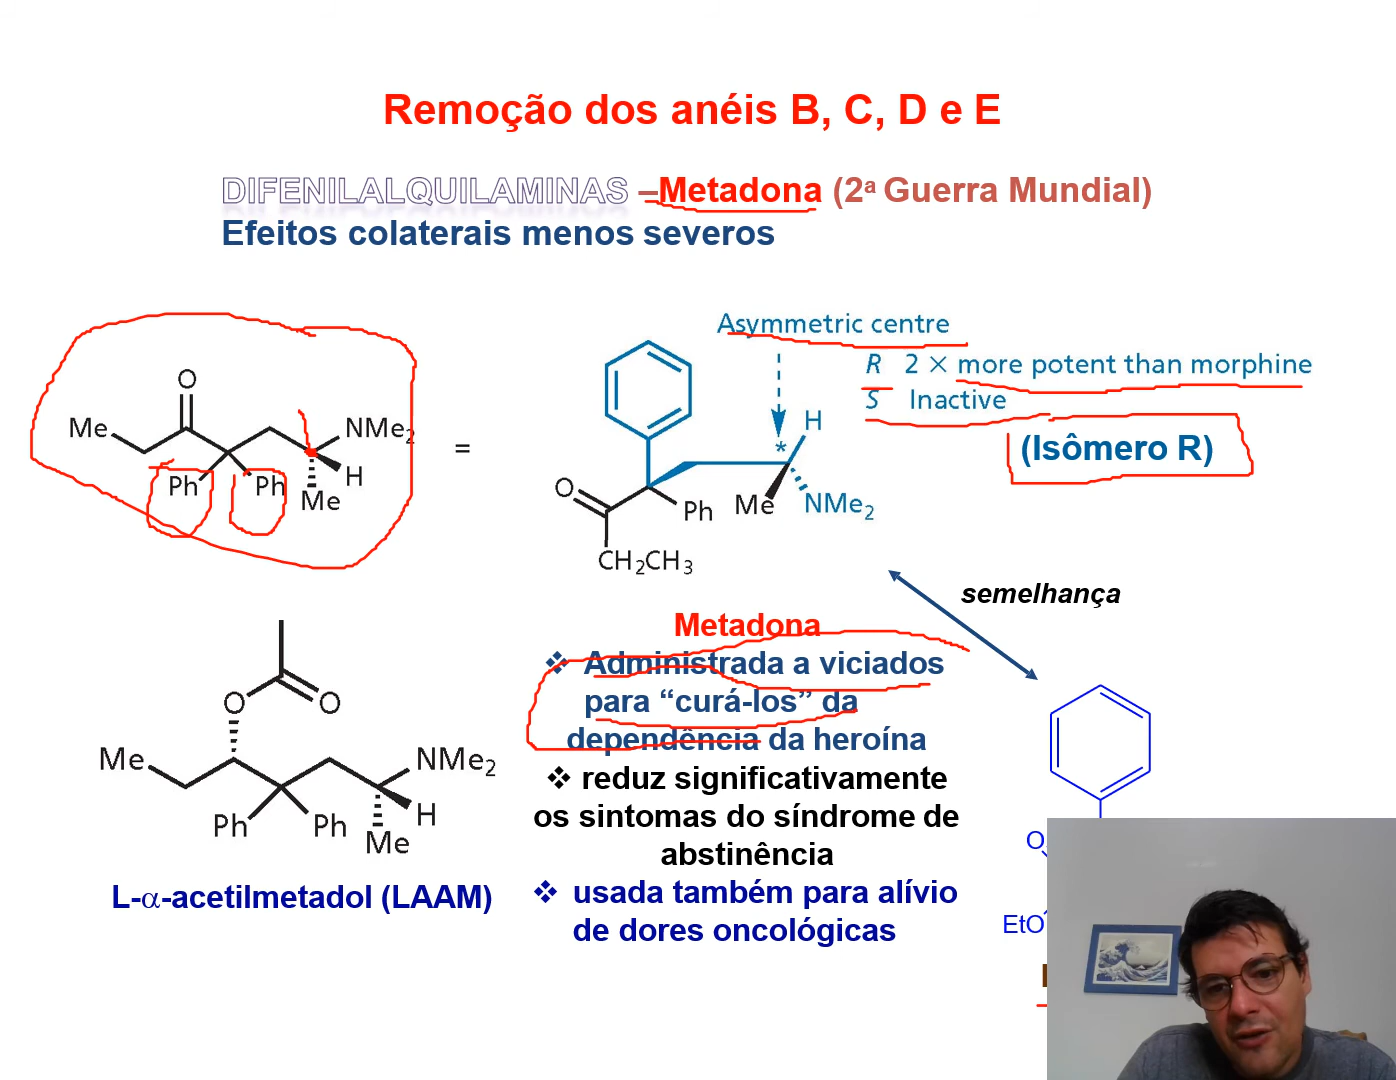 Remoção dos anéis B, C, D e E
DIFENILALQUILAMINAS –Metadona (2ª Guerra Mundial)
Efeitos colaterais menos severos
Asymmetric centre
R 2 × more potent than morphine
S Inactive
(Isômero R)
O
Me
NMe2
H
Ph
Ph
Me
=
H
*
O
Ph
Me
NMe2
CH2CH3
semelhança
Metadona
❖ Administrada a viciados
para “curá-los” da
dependência da heroína
❖ reduz significativamente
os sintomas do síndrome de
abstinência
❖ usada também para alívio
de dores oncológicas
O
O
Me
NMe2
H
Ph
Ph
Me
L-α-acetilmetadol (LAAM)
O
EtO